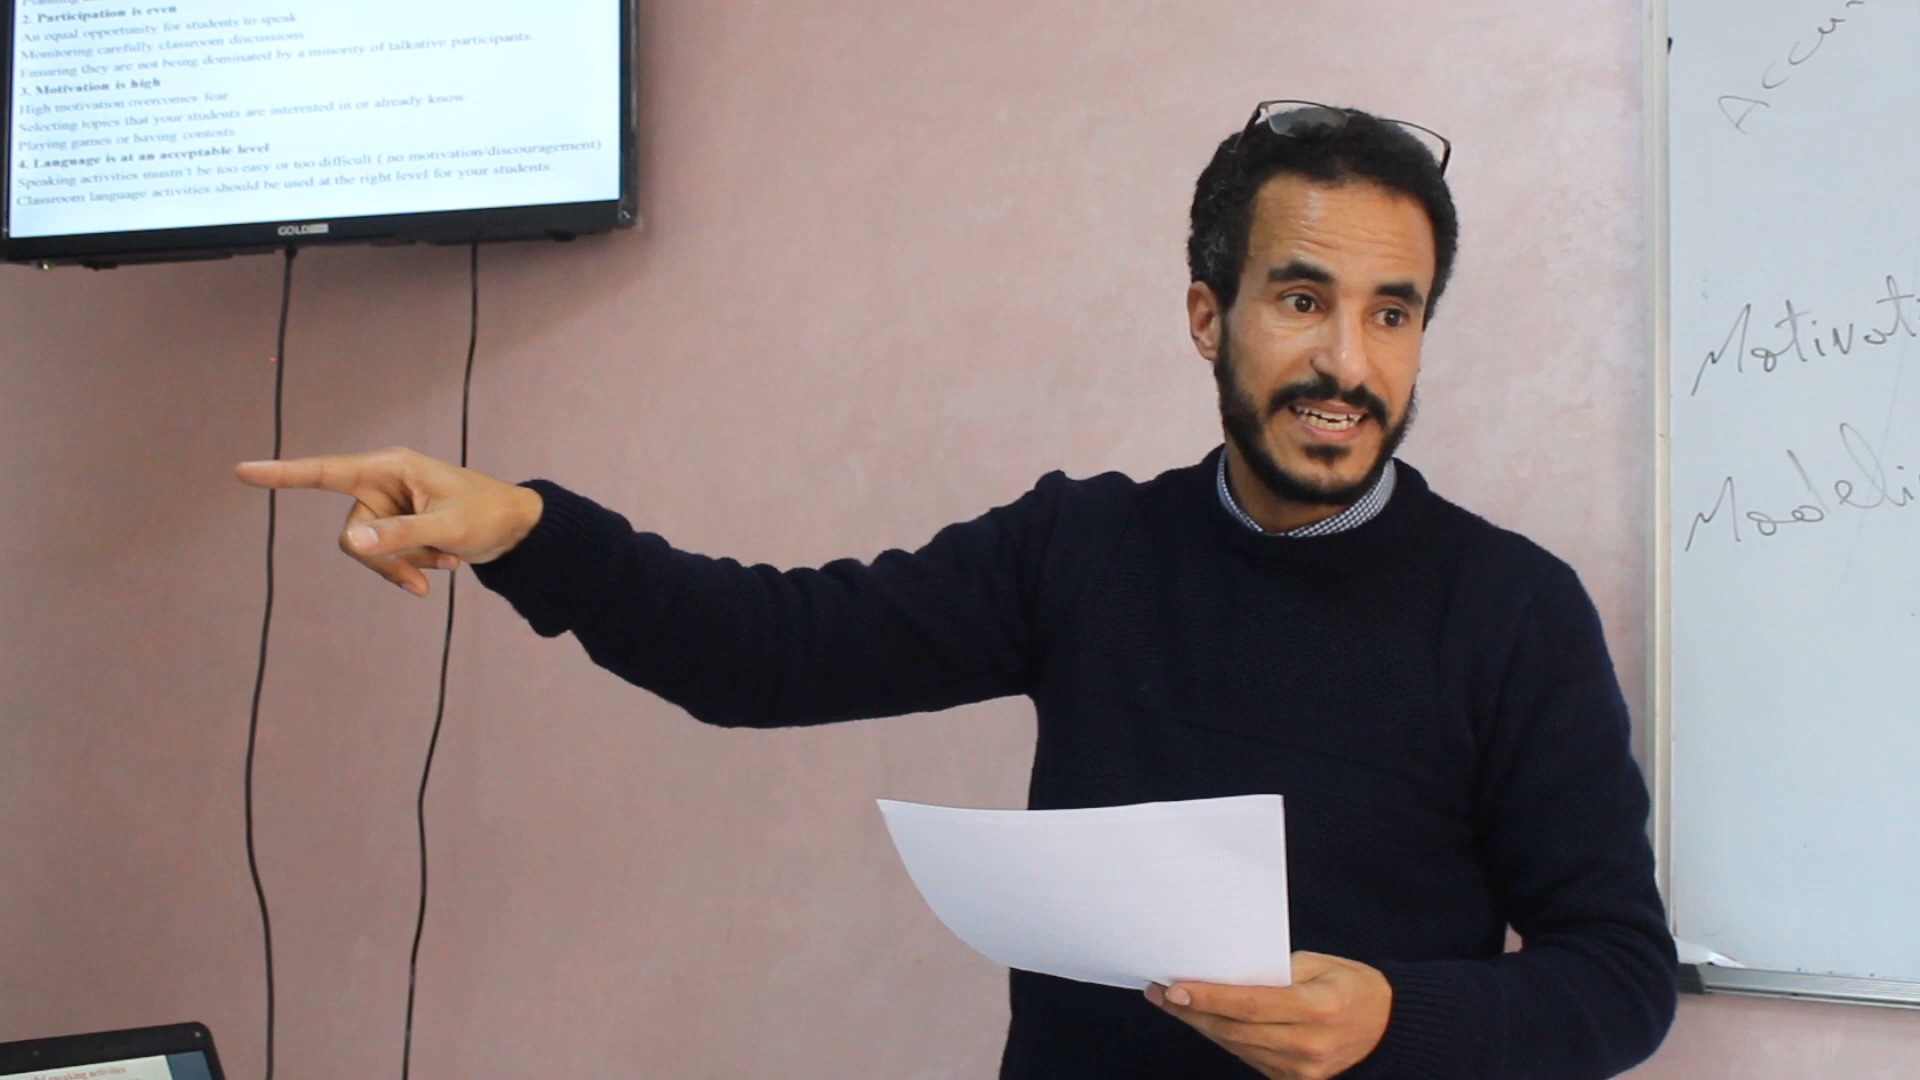 2. Participation is even
An equal opportunity for students to speak
Monitoring carefully classroom discussions
Ensuring they are not being dominated by a minority of talkative participants
3. Motivation is high
High motivation overcomes fear
Selecting topics that your students are interested in or already know
Playing games or having contests
4. Language is at an acceptable level
Speaking activities mustn't be too easy or too difficult ( no motivation/discouragement)
Classroom language activities should be used at the right level for your students
GOLD
Accu
Motivat
Modeli
speaking activities